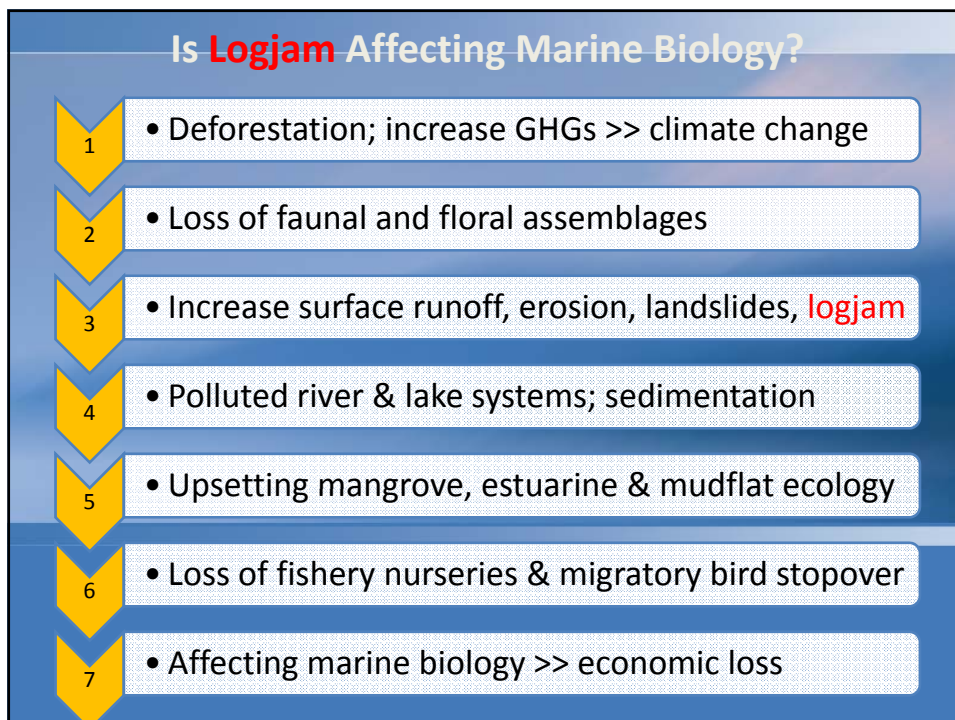 Is Logjam Affecting Marine Biology?
1 • Deforestation; increase GHGs >> climate change
2 • Loss of faunal and floral assemblages
3 • Increase surface runoff, erosion, landslides, logjam
4 • Polluted river & lake systems; sedimentation
5 • Upsetting mangrove, estuarine & mudflat ecology
6 • Loss of fishery nurseries & migratory bird stopover
7 • Affecting marine biology >> economic loss